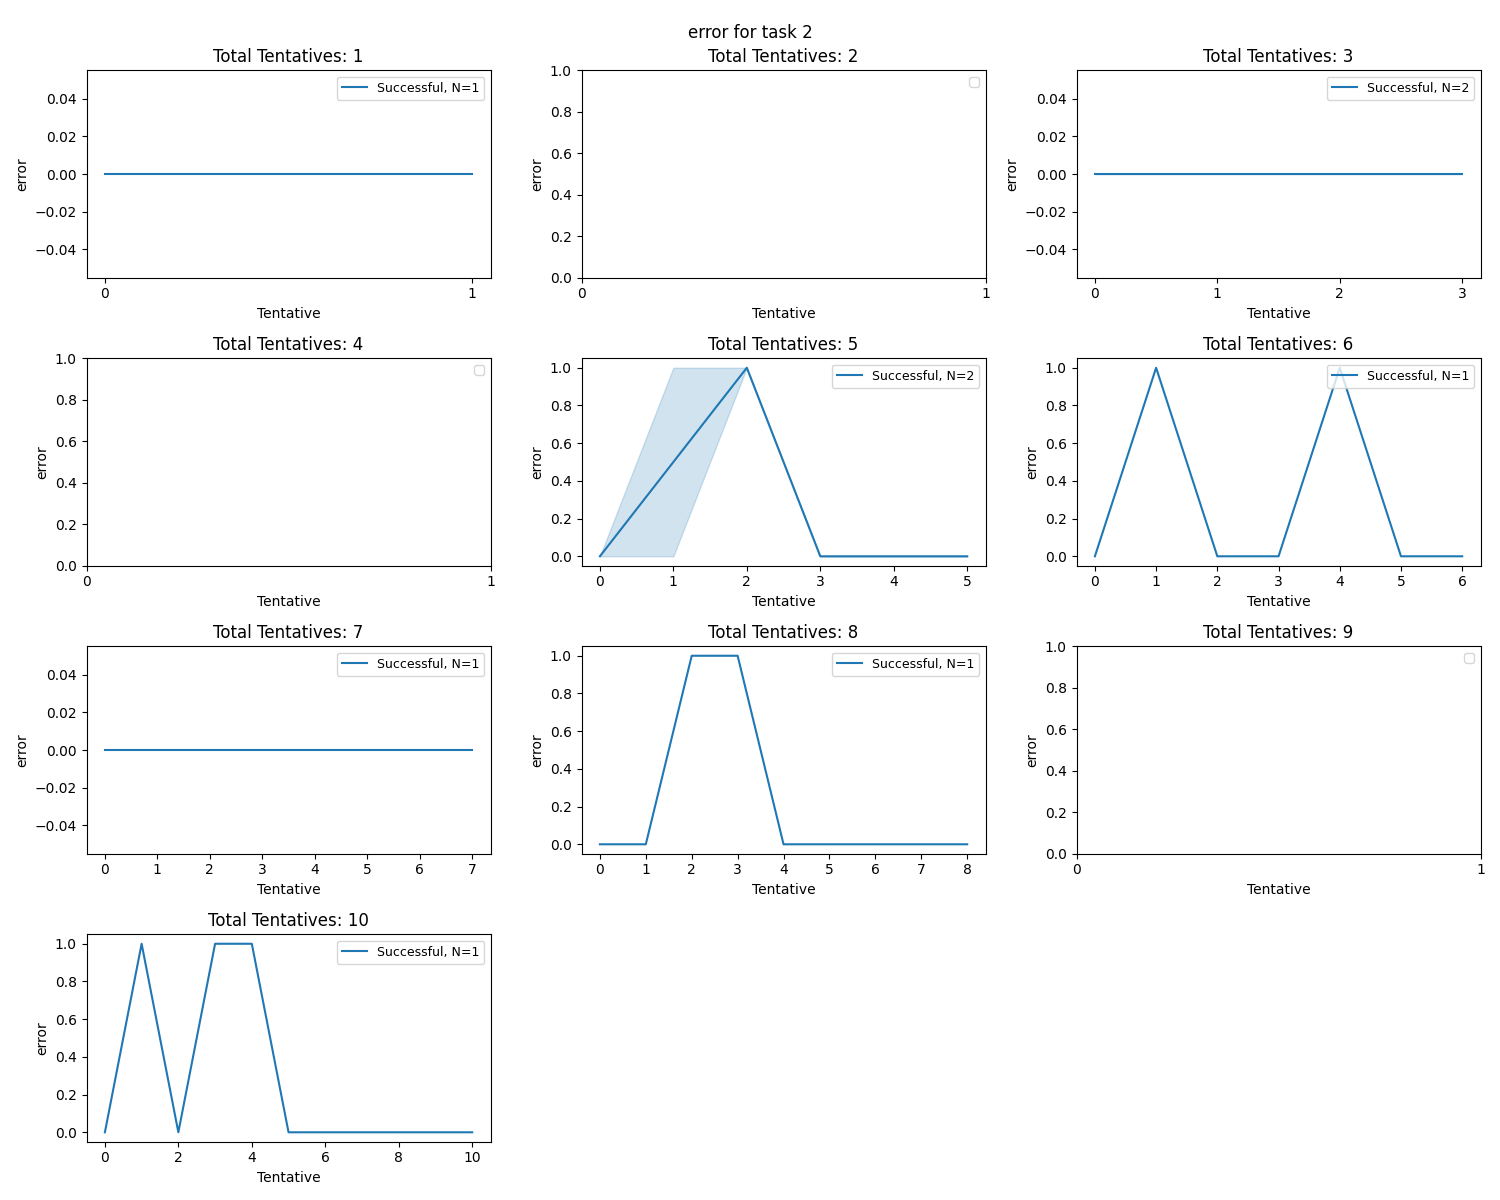 error for task 2
Total Tentatives: 1
Successful, N=1
error
0.04
0.02
0.00
−0.02
−0.04
0 1
Tentative
Total Tentatives: 2
error
1.0
0.8
0.6
0.4
0.2
0.0
0 1
Tentative
Total Tentatives: 3
Successful, N=2
error
0.04
0.02
0.00
−0.02
−0.04
0 1 2 3
Tentative
Total Tentatives: 4
error
1.0
0.8
0.6
0.4
0.2
0.0
0 1
Tentative
Total Tentatives: 5
Successful, N=2
error
1.0
0.8
0.6
0.4
0.2
0.0
0 1 2 3 4 5
Tentative
Total Tentatives: 6
Successful, N=1
error
1.0
0.8
0.6
0.4
0.2
0.0
0 1 2 3 4 5 6
Tentative
Total Tentatives: 7
Successful, N=1
error
0.04
0.02
0.00
−0.02
−0.04
0 1 2 3 4 5 6 7
Tentative
Total Tentatives: 8
Successful, N=1
error
1.0
0.8
0.6
0.4
0.2
0.0
0 1 2 3 4 5 6 7 8
Tentative
Total Tentatives: 9
error
1.0
0.8
0.6
0.4
0.2
0.0
0 1
Tentative
Total Tentatives: 10
Successful, N=1
error
1.0
0.8
0.6
0.4
0.2
0.0
0 2 4 6 8 10
Tentative